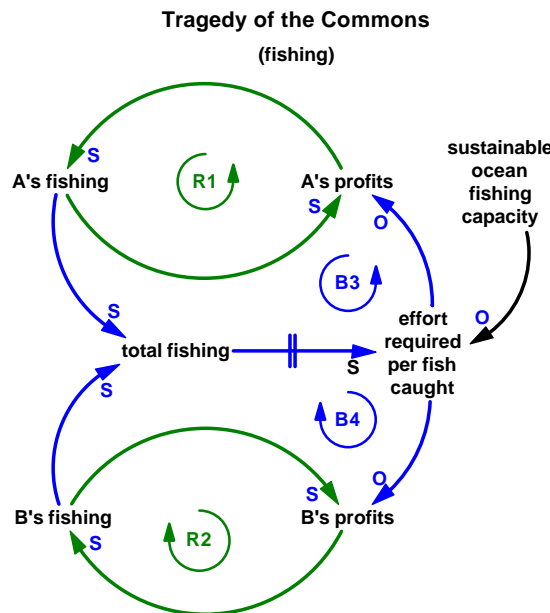 Tragedy of the Commons
(fishing)
S
A's fishing
R1
A's profits
S
O
sustainable
ocean
fishing
capacity
B3
S
O
total fishing
S
effort
required
per fish
caught
S
B4
O
S
B's fishing
S
R2
B's profits